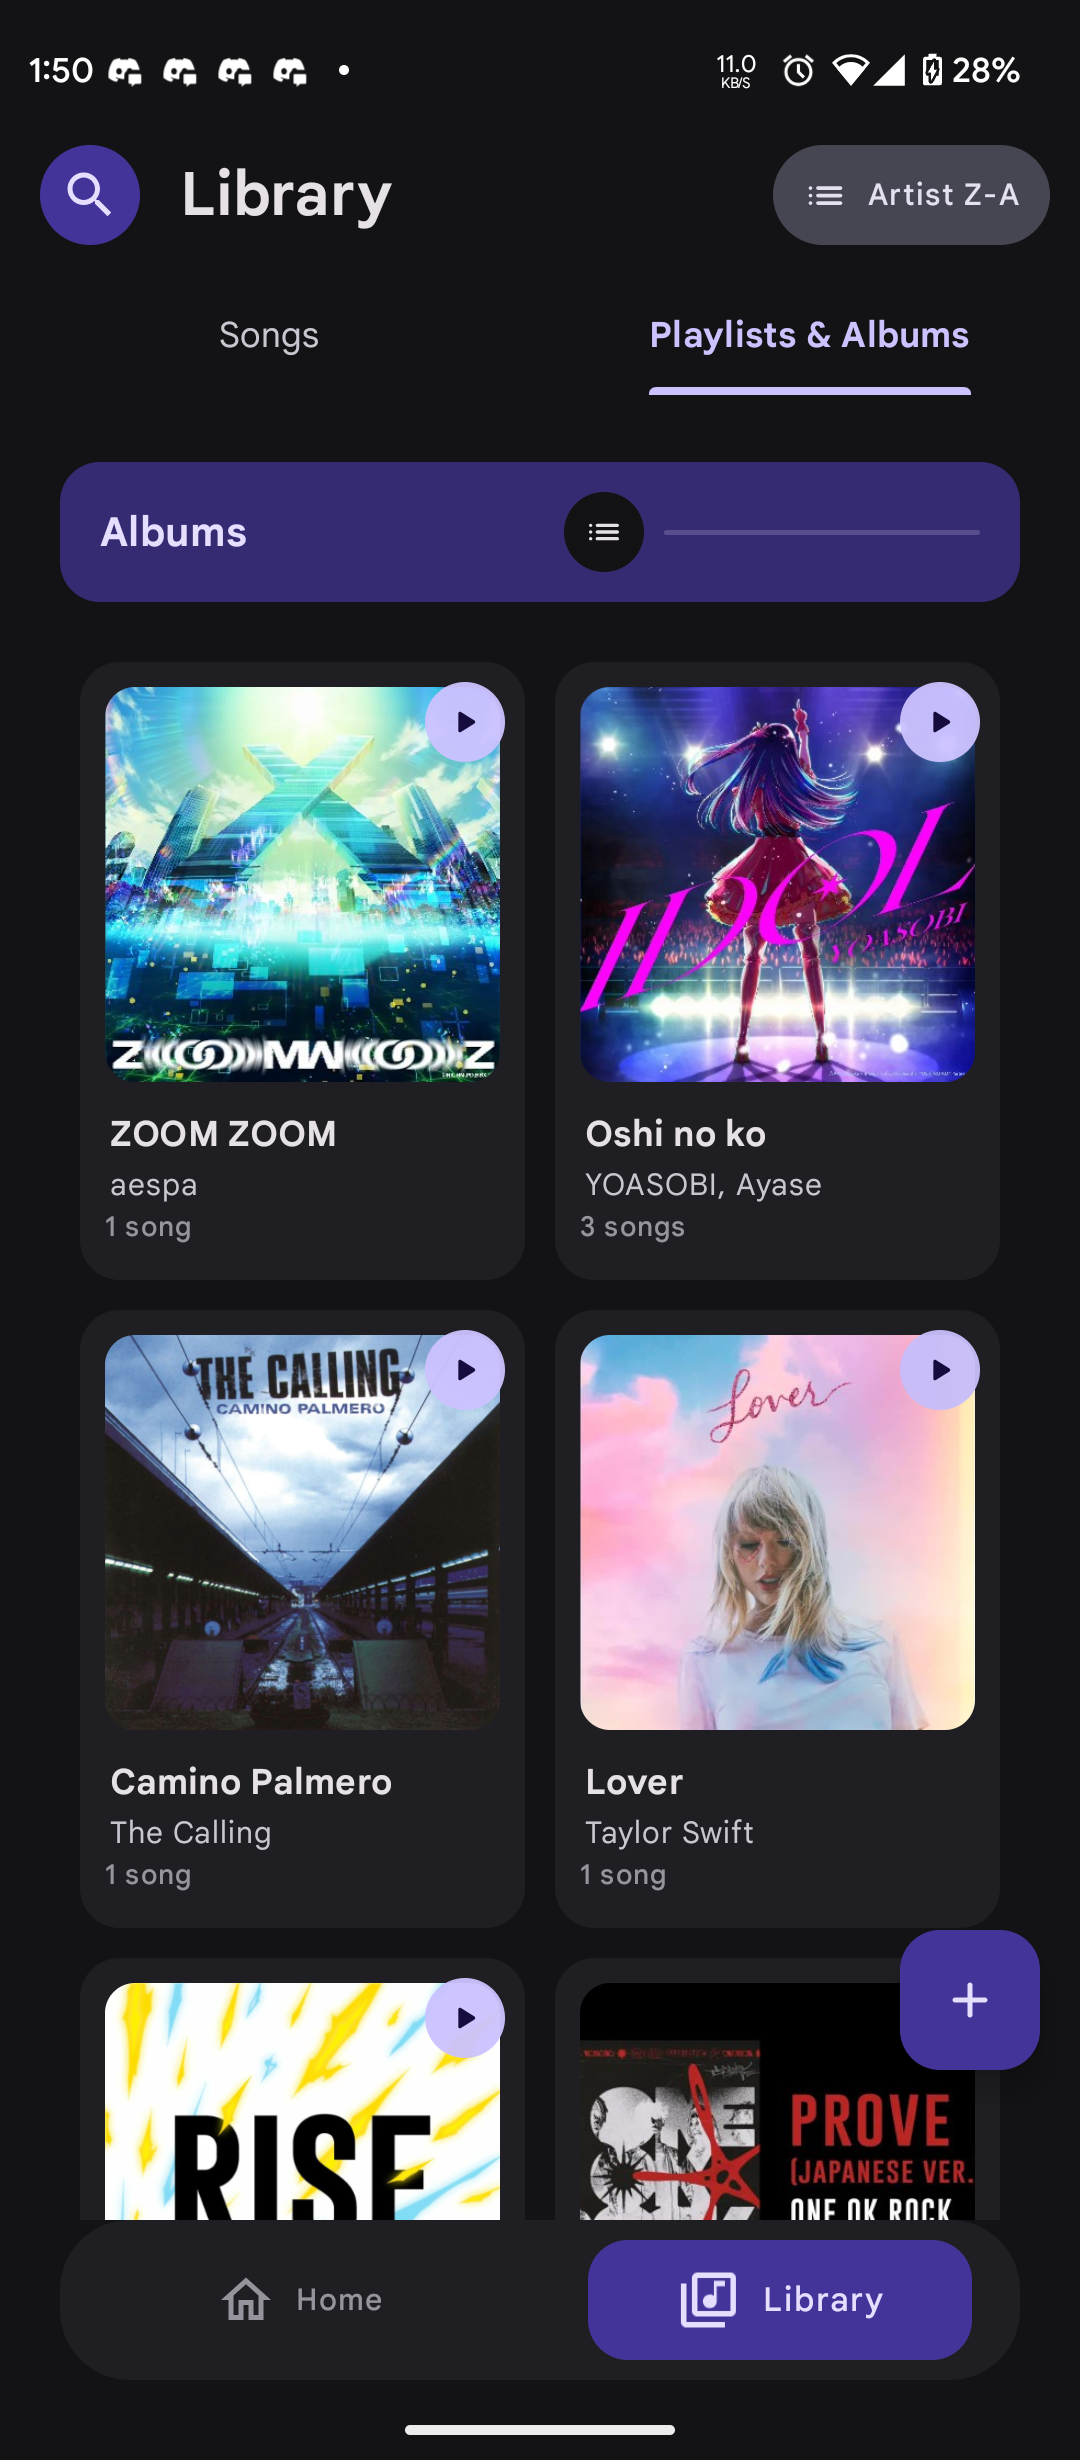 1:50
11.0
KB/S
28%
Library
Artist Z-A
Songs
Playlists & Albums
Albums
ZOOM ZOOM
IDOL
YOASOBI
ZOOM ZOOM
aespa
1 song
Oshi no ko
YOASOBI, Ayase
3 songs
THE CALLING
CAMINO PALMERO
Lover
Camino Palmero
The Calling
1 song
Lover
Taylor Swift
1 song
RISE
ONE
PROVE
(JAPANESE VER.
ONE OK ROCK
Home
Library